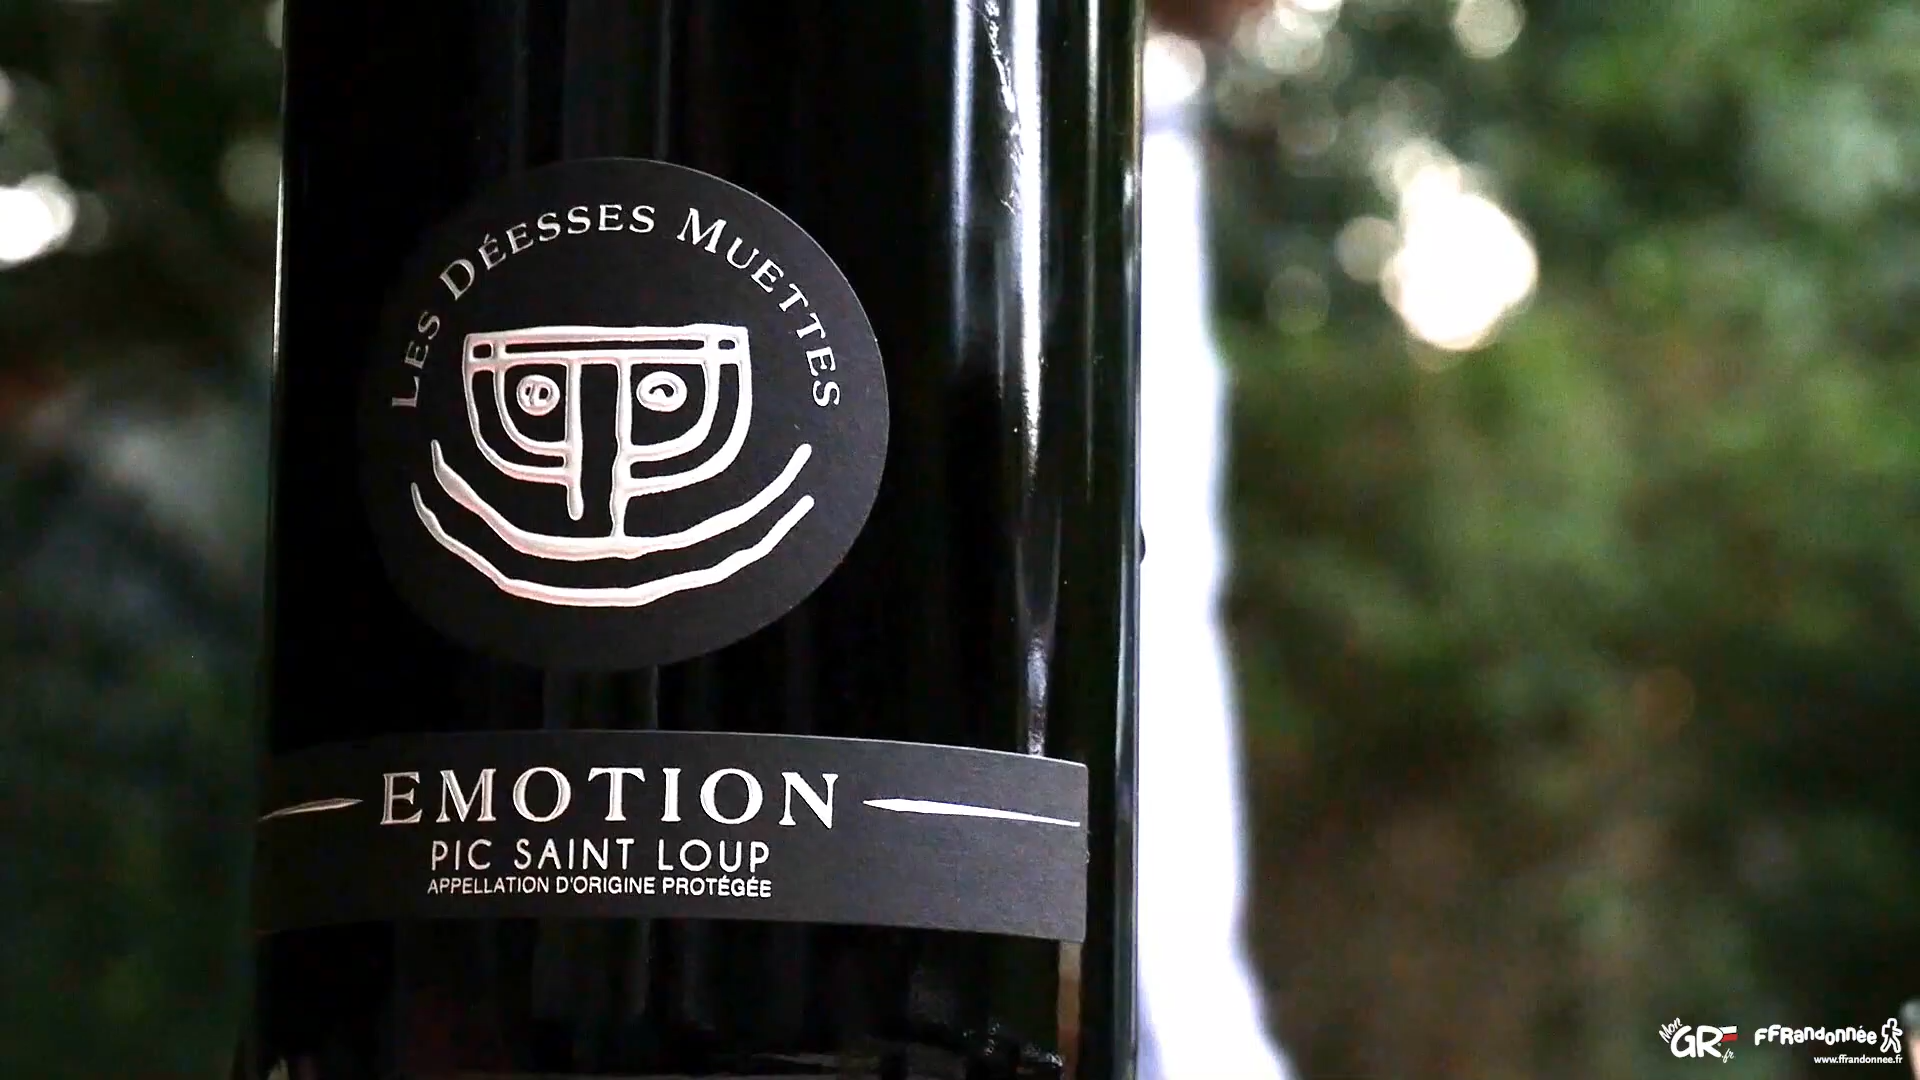 LES DÉESSES MUETTES
EMOTION
PIC SAINT LOUP
APPELLATION D'ORIGINE PROTÉGÉE
Mon GR.fr
FFRandonnée
www.ffrandonnee.fr